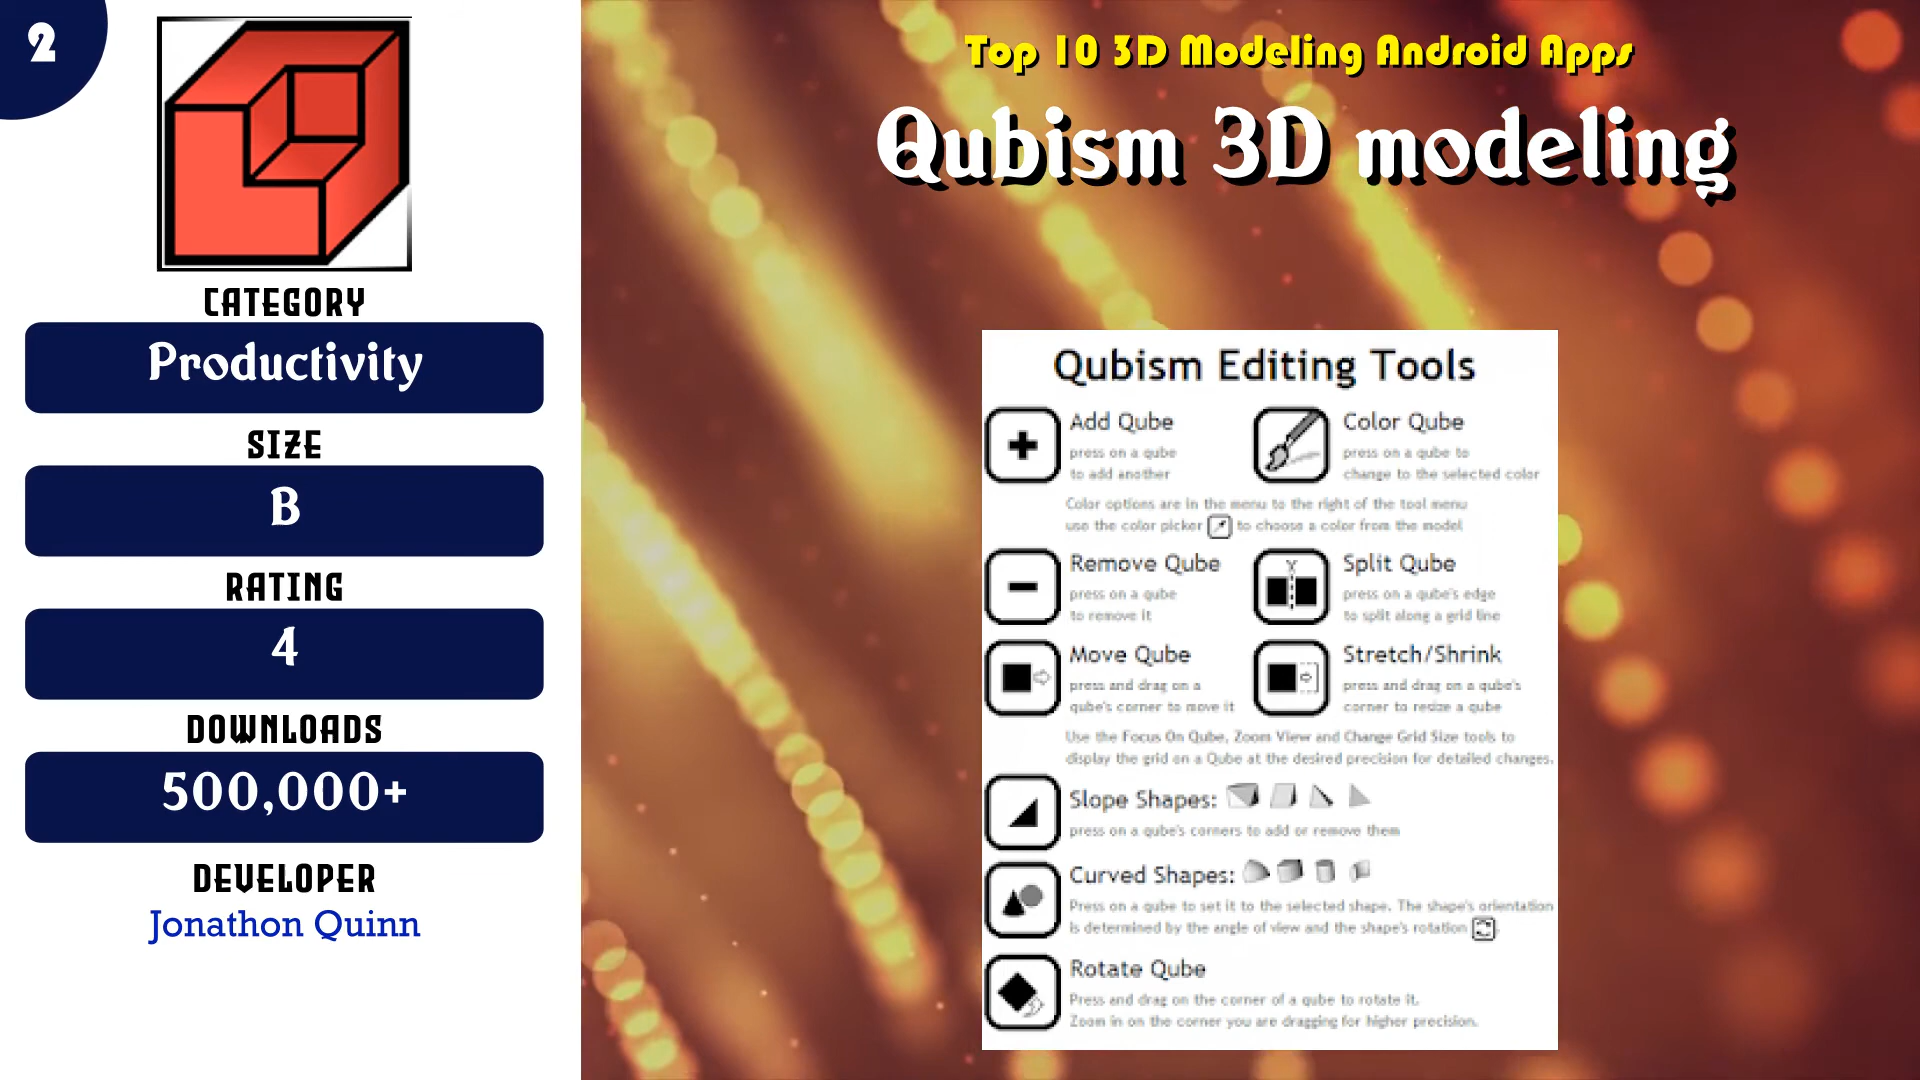 2
CATEGORY
Productivity
SIZE
B
RATING
4
DOWNLOADS
500,000+
DEVELOPER
Jonathon Quinn
Top 10 3D Modeling Android Apps
Qubism 3D modeling
Qubism Editing Tools
Add Qube
press on a qube
to add another
Color Qube
press on a qube to
change to the selected color
Color options are in the menu to the right of the tool menu
use the color picker to choose a color from the model
Remove Qube
press on a qube
to remove it
Split Qube
press on a qube's edge
to split along a grid line
Move Qube
press and drag on a
qube's corner to move it
Stretch/Shrink
press and drag on a qube's
corner to resize a qube
Use the Focus On Qube, Zoom View and Change Grid Size tools to
display the grid on a Qube at the desired precision for detailed changes.
Slope Shapes:
press on a qube's corners to add or remove them
Curved Shapes:
Press on a qube to set it to the selected shape. The shape's orientation
is determined by the angle of view and the shape's rotation .
Rotate Qube
Press and drag on the corner of a qube to rotate it.
Zoom in on the corner you are dragging for higher precision.